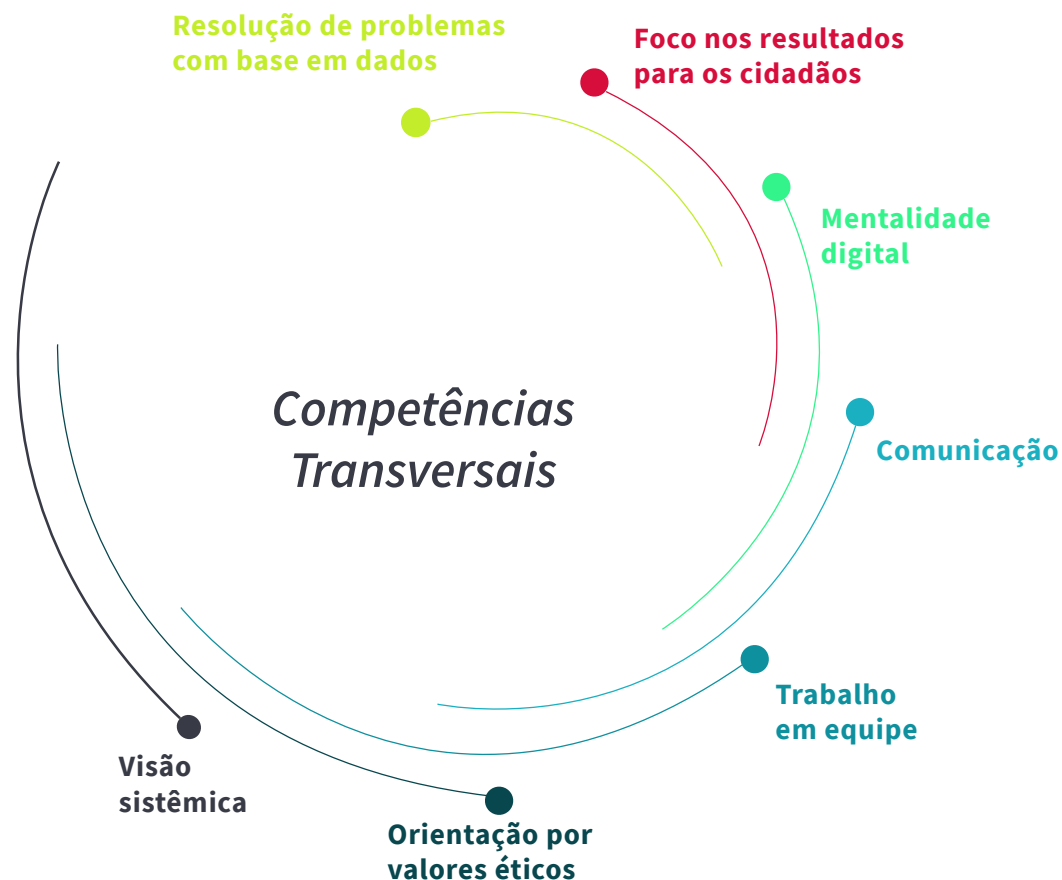 Resolução de problemas
com base em dados
Foco nos resultados
para os cidadãos
Mentalidade
digital
Comunicação
Competências
Transversais
Trabalho
em equipe
Visão
sistêmica
Orientação por
valores éticos